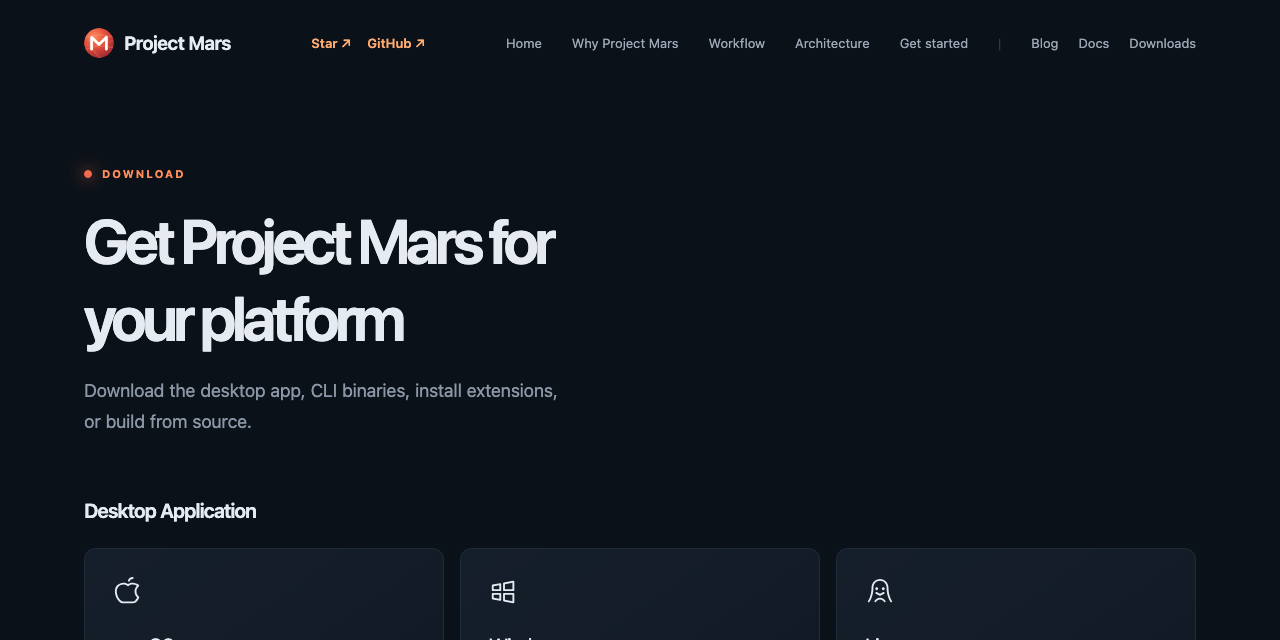 Project Mars
Star ↗ GitHub ↗
Home Why Project Mars Workflow Architecture Get started | Blog Docs Downloads
DOWNLOAD
Get Project Mars for
your platform
Download the desktop app, CLI binaries, install extensions,
or build from source.
Desktop Application